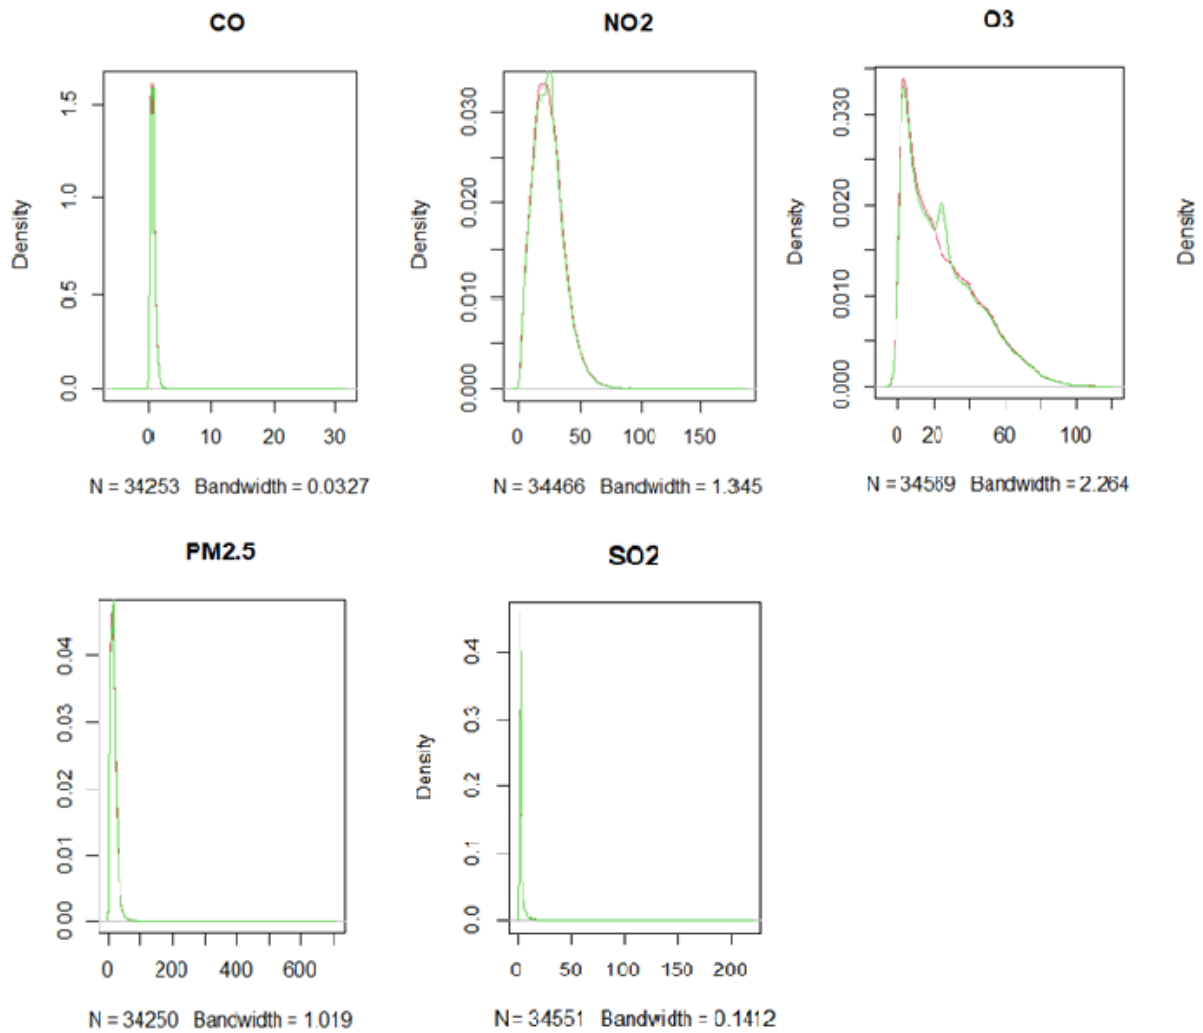 CO
Density
1.5
1.0
0.5
0.0
0 10 20 30
N = 34253 Bandwidth = 0.0327
NO2
Density
0.030
0.020
0.010
0.000
0 50 100 150
N = 34466 Bandwidth = 1.345
O3
Density
0.030
0.020
0.010
0.000
0 20 60 100
N = 34569 Bandwidth = 2.264
Density
PM2.5
0.04
0.03
0.02
0.01
0.00
0 200 400 600
N = 34250 Bandwidth = 1.019
SO2
Density
0.4
0.3
0.2
0.1
0.0
0 50 100 150 200
N = 34551 Bandwidth = 0.1412